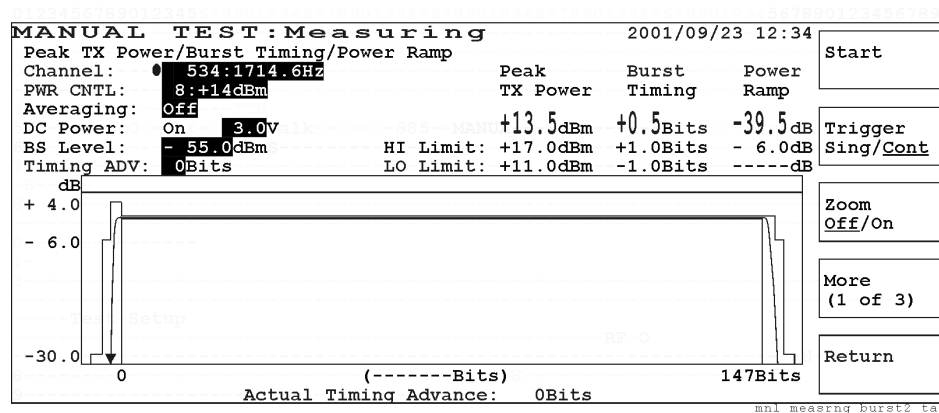 MANUAL TEST:Measuring 2001/09/23 12:34
Peak TX Power/Burst Timing/Power Ramp
Channel: 534:1714.6Hz Peak Burst Power
PWR CNTL: 8:+14dBm TX Power Timing Ramp
Averaging: Off
DC Power: On 3.0V +13.5dBm +0.5Bits -39.5dB
BS Level: - 55.0dBm HI Limit: +17.0dBm +1.0Bits - 6.0dB
Timing ADV: 0Bits LO Limit: +11.0dBm -1.0Bits -----dB
dB
+ 4.0
- 6.0
-30.0
0 (-------Bits) 147Bits
Actual Timing Advance: 0Bits
Start
Trigger
Sing/Cont
Zoom
Off/On
More
(1 of 3)
Return
Test Setup
mnl measrng burst2 ta